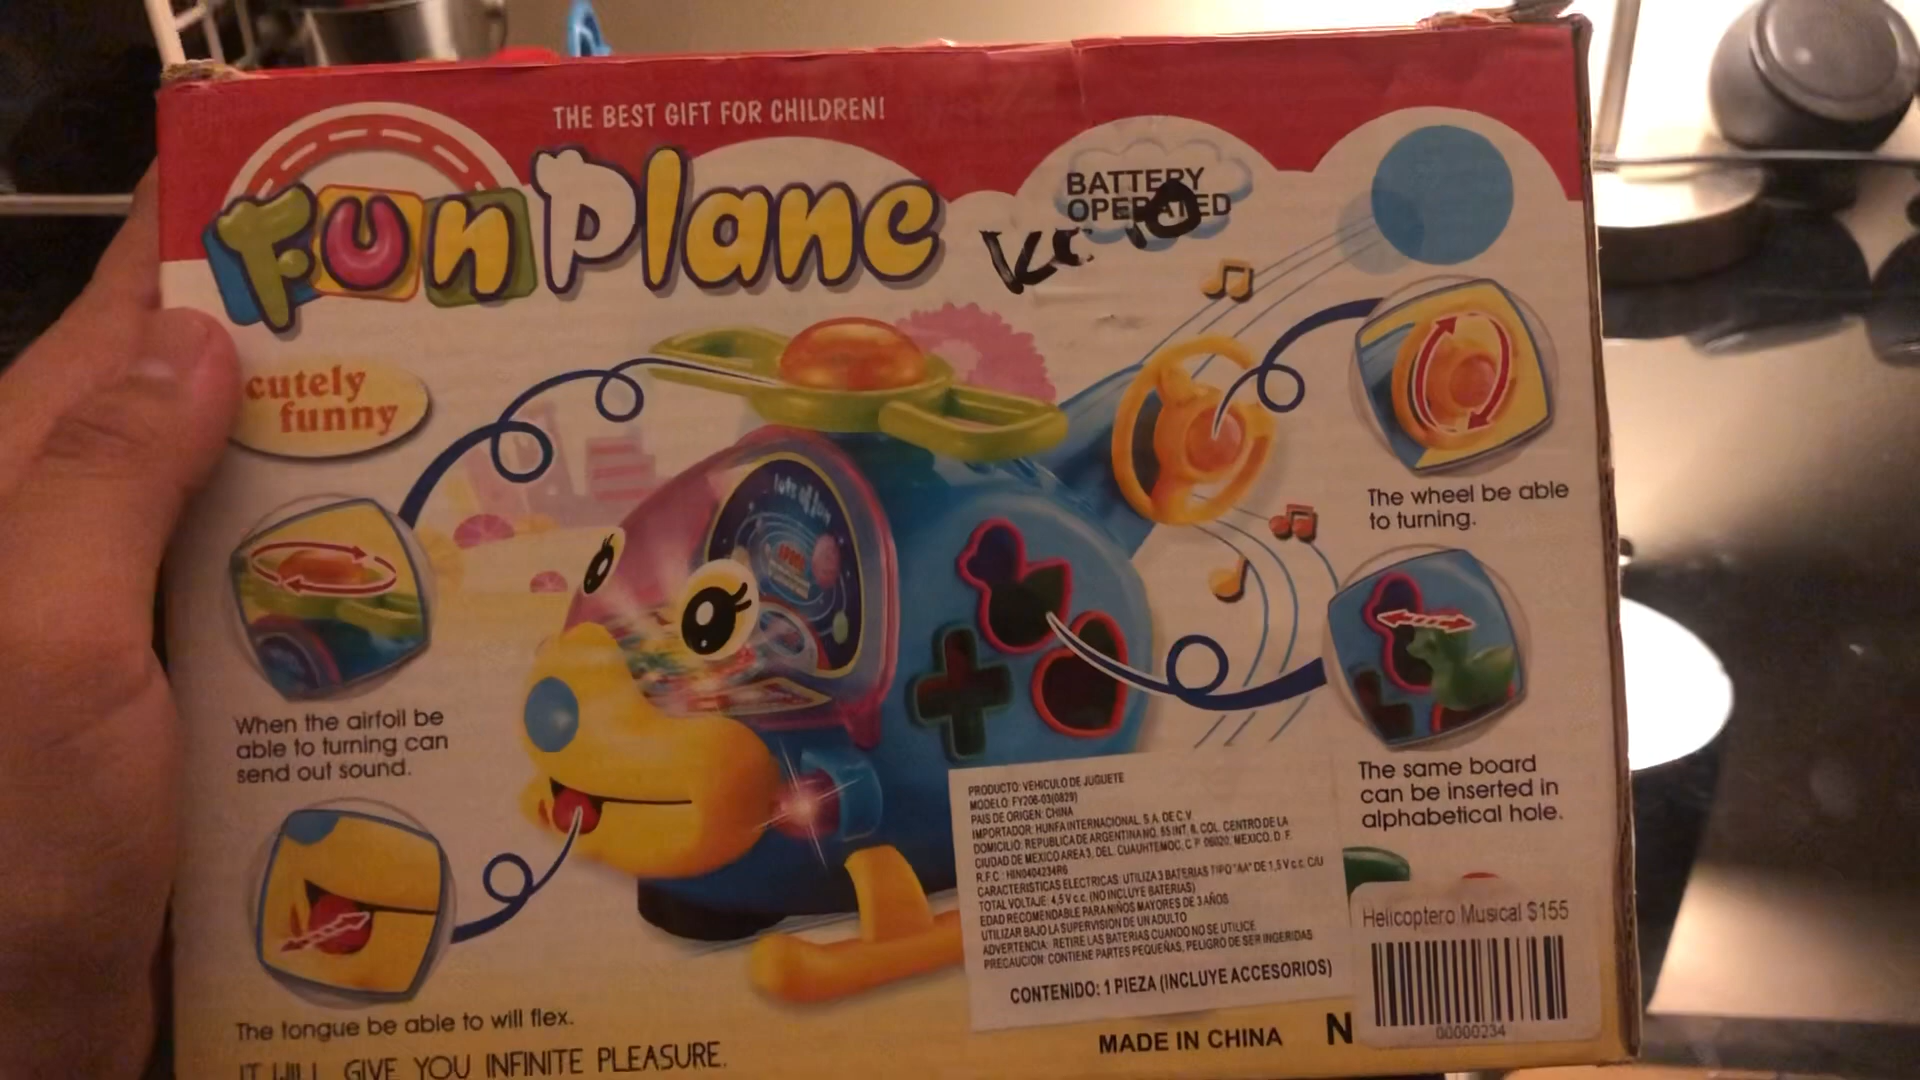 THE BEST GIFT FOR CHILDREN!
Fun Plane
BATTERY
OPERATED
cutely
funny
lots of fun
The wheel be able
to turning.
When the airfoil be
able to turning can
send out sound.
The same board
can be inserted in
alphabetical hole.
PRODUCTO: VEHICULO DE JUGUETE
MODELO: FY206-03(0829)
PAIS DE ORIGEN: CHINA
IMPORTADOR: HUNFA INTERNACIONAL, S.A. DE C.V.
DOMICILIO: REPUBLICA DE ARGENTINA NO. 55 INT. 8, COL. CENTRO DE LA
CIUDAD DE MEXICO AREA 3, DEL. CUAUHTEMOC, C.P. 06020, MEXICO, D. F.
R.F.C.: HIN0404234R6
CARACTERISTICAS ELECTRICAS: UTILIZA 3 BATERIAS TIPO "AA" DE 1,5 V c.c. C/U
TOTAL VOLTAJE: 4,5 V c.c. (NO INCLUYE BATERIAS)
EDAD RECOMENDABLE PARA NIÑOS MAYORES DE 3 AÑOS
UTILIZAR BAJO LA SUPERVISION DE UN ADULTO
ADVERTENCIA: RETIRE LAS BATERIAS CUANDO NO SE UTILICE
PRECAUCION: CONTIENE PARTES PEQUEÑAS, PELIGRO DE SER INGERIDAS
CONTENIDO: 1 PIEZA (INCLUYE ACCESORIOS)
Helicoptero Musical $155
00000234
The tongue be able to will flex.
IT WILL GIVE YOU INFINITE PLEASURE.
MADE IN CHINA N